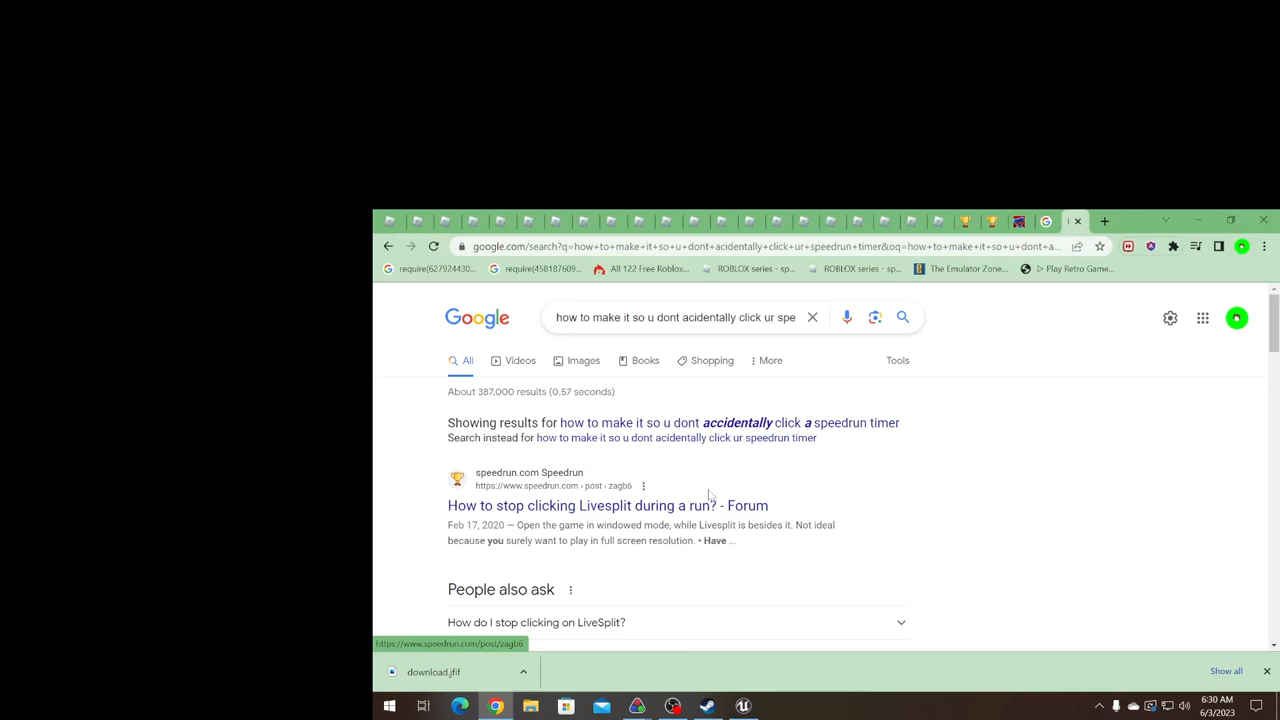 google.com/search?q=how+to+make+it+so+u+dont+acidentally+click+ur+speedrun+timer&oq=how+to+make+it+so+u+dont+a...
require(627924430...
require(458187609...
All 122 Free Roblox...
ROBLOX series - sp...
ROBLOX series - sp...
The Emulator Zone...
▷ Play Retro Game...
Google
how to make it so u dont acidentally click ur spe
All
Videos
Images
Books
Shopping
More
Tools
About 387,000 results (0.57 seconds)
Showing results for how to make it so u dont accidentally click a speedrun timer
Search instead for how to make it so u dont acidentally click ur speedrun timer
speedrun.com Speedrun
https://www.speedrun.com › post › zagb6
How to stop clicking Livesplit during a run? - Forum
Feb 17, 2020 — Open the game in windowed mode, while Livesplit is besides it. Not ideal
because you surely want to play in full screen resolution. • Have ...
People also ask
How do I stop clicking on LiveSplit?
https://www.speedrun.com/post/zagb6
download.jfif
Show all
6:30 AM
6/3/2023